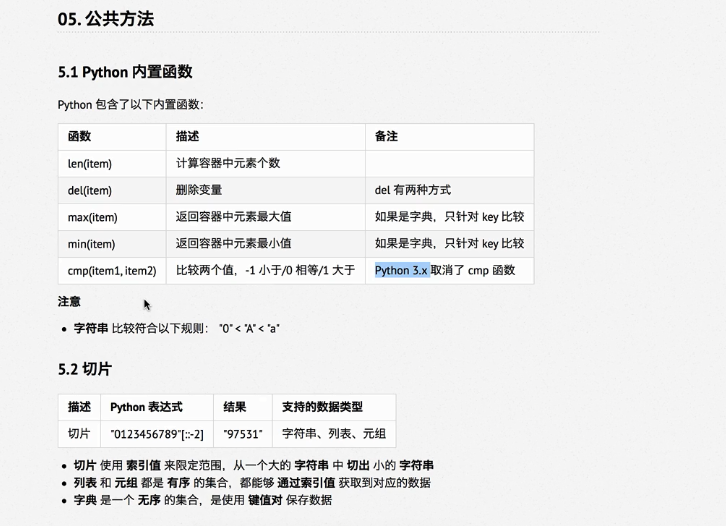 05. 公共方法
5.1 Python 内置函数
Python 包含了以下内置函数：
函数 描述 备注
len(item) 计算容器中元素个数
del(item) 删除变量 del 有两种方式
max(item) 返回容器中元素最大值 如果是字典，只针对 key 比较
min(item) 返回容器中元素最小值 如果是字典，只针对 key 比较
cmp(item1, item2) 比较两个值，-1 小于/0 相等/1 大于 Python 3.x 取消了 cmp 函数
注意
• 字符串 比较符合以下规则： "0" < "A" < "a"
5.2 切片
描述 Python 表达式 结果 支持的数据类型
切片 "0123456789"[::-2] "97531" 字符串、列表、元组
• 切片 使用 索引值 来限定范围，从一个大的 字符串 中 切出 小的 字符串
• 列表 和 元组 都是 有序 的集合，都能够 通过索引值 获取到对应的数据
• 字典 是一个 无序 的集合，是使用 键值对 保存数据